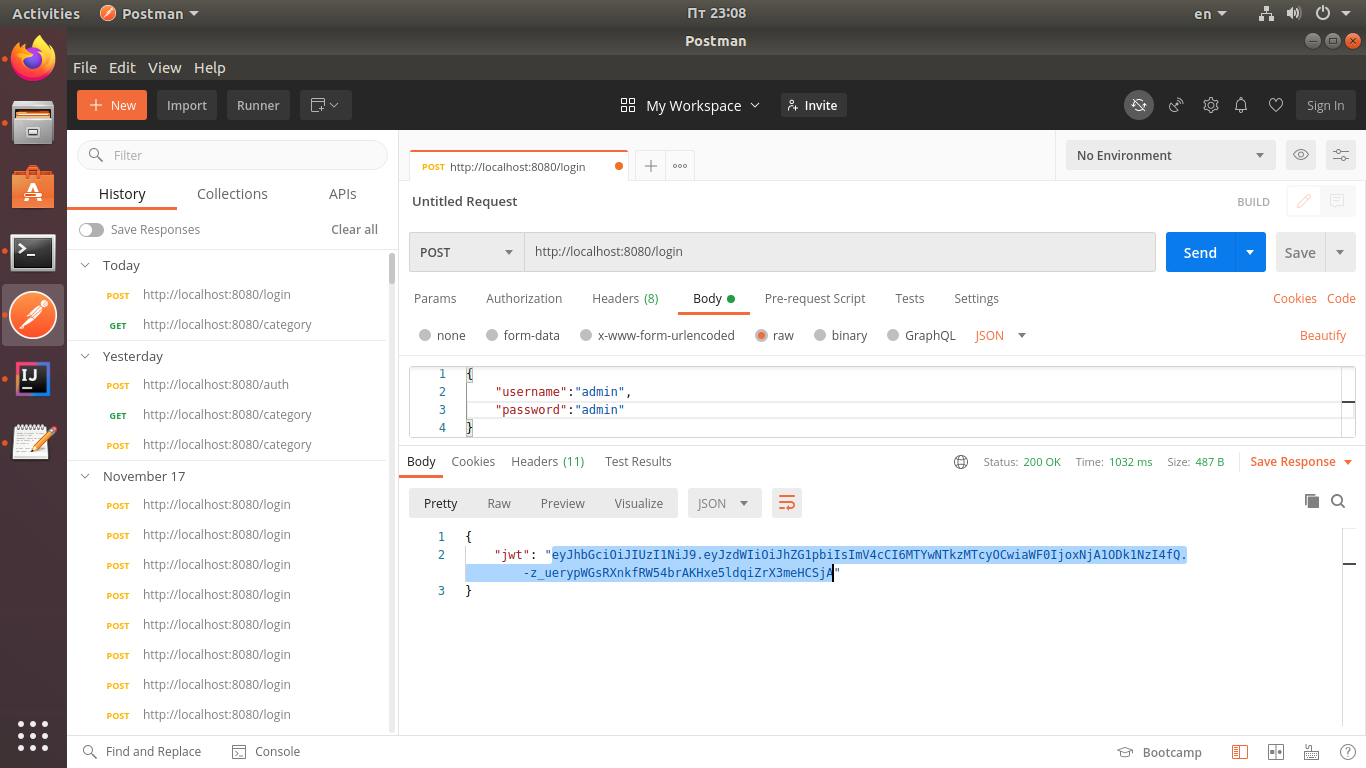 Activities Postman Пт 23:08 en
Postman
File Edit View Help
New Import Runner My Workspace Invite Sign In
Filter
History Collections APIs
Save Responses Clear all
Today
POST http://localhost:8080/login
GET http://localhost:8080/category
Yesterday
POST http://localhost:8080/auth
GET http://localhost:8080/category
POST http://localhost:8080/category
November 17
POST http://localhost:8080/login
POST http://localhost:8080/login
POST http://localhost:8080/login
POST http://localhost:8080/login
POST http://localhost:8080/login
POST http://localhost:8080/login
POST http://localhost:8080/login
POST http://localhost:8080/login
POST http://localhost:8080/login No Environment
Untitled Request BUILD
POST http://localhost:8080/login Send Save
Params Authorization Headers (8) Body Pre-request Script Tests Settings Cookies Code
none form-data x-www-form-urlencoded raw binary GraphQL JSON Beautify
1 {
2 "username":"admin",
3 "password":"admin"
4 }
Body Cookies Headers (11) Test Results Status: 200 OK Time: 1032 ms Size: 487 B Save Response
Pretty Raw Preview Visualize JSON
1 {
2 "jwt": "eyJhbGciOiJIUzI1NiJ9.eyJzdWIiOiJhZG1pbiIsImV4cCI6MTYwNTkzMTcyOCwiaWF0IjoxNjA1ODk1NzI4fQ.
-z_uerypWGsRXnkfRW54brAKHxe5ldqiZrX3meHCSjA"
3 }
Find and Replace Console Bootcamp